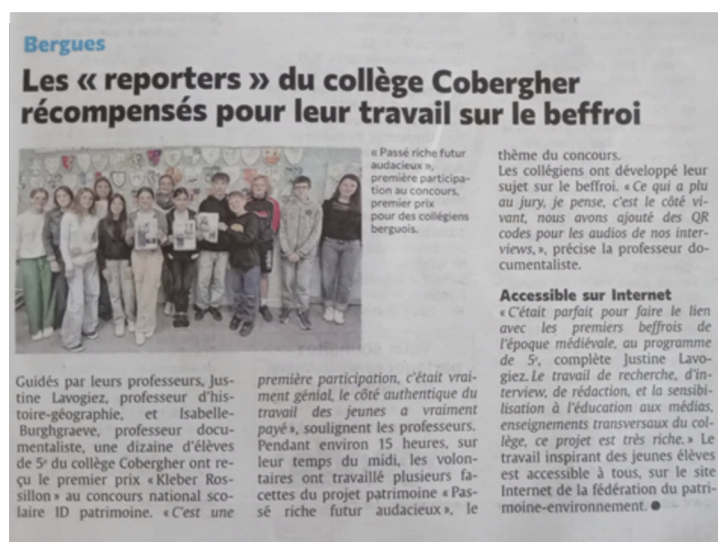 Bergues
Les « reporters » du collège Cobergher
récompensés pour leur travail sur le beffroi
« Passé riche futur
audacieux »,
première participa-
tion au concours,
premier prix
pour des collégiens
berguois.
Guidés par leurs professeurs, Jus-
tine Lavogiez, professeur d'his-
toire-géographie, et Isabelle-
Burghgraeve, professeur docu-
mentaliste, une dizaine d'élèves
de 5e du collège Cobergher ont re-
çu le premier prix « Kleber Ros-
sillon » au concours national sco-
laire ID patrimoine. « C'est une
première participation, c'était vrai-
ment génial, le côté authentique du
travail des jeunes a vraiment
payé », soulignent les professeurs.
Pendant environ 15 heures, sur
leur temps du midi, les volon-
taires ont travaillé plusieurs fa-
cettes du projet patrimoine « Pas-
sé riche futur audacieux », le
thème du concours.
Les collégiens ont développé leur
sujet sur le beffroi. « Ce qui a plu
au jury, je pense, c'est le côté vi-
vant, nous avons ajouté des QR
codes pour les audios de nos inter-
views, », précise la professeur do-
cumentaliste.
Accessible sur Internet
« C'était parfait pour faire le lien
avec les premiers beffrois de
l'époque médiévale, au programme
de 5e, complète Justine Lavo-
giez. Le travail de recherche, d'in-
terview, de rédaction, et la sensibi-
lisation à l'éducation aux médias,
enseignements transversaux du col-
lège, ce projet est très riche. » Le
travail inspirant des jeunes élèves
est accessible à tous, sur le site
Internet de la fédération du patri-
moine-environnement. ●